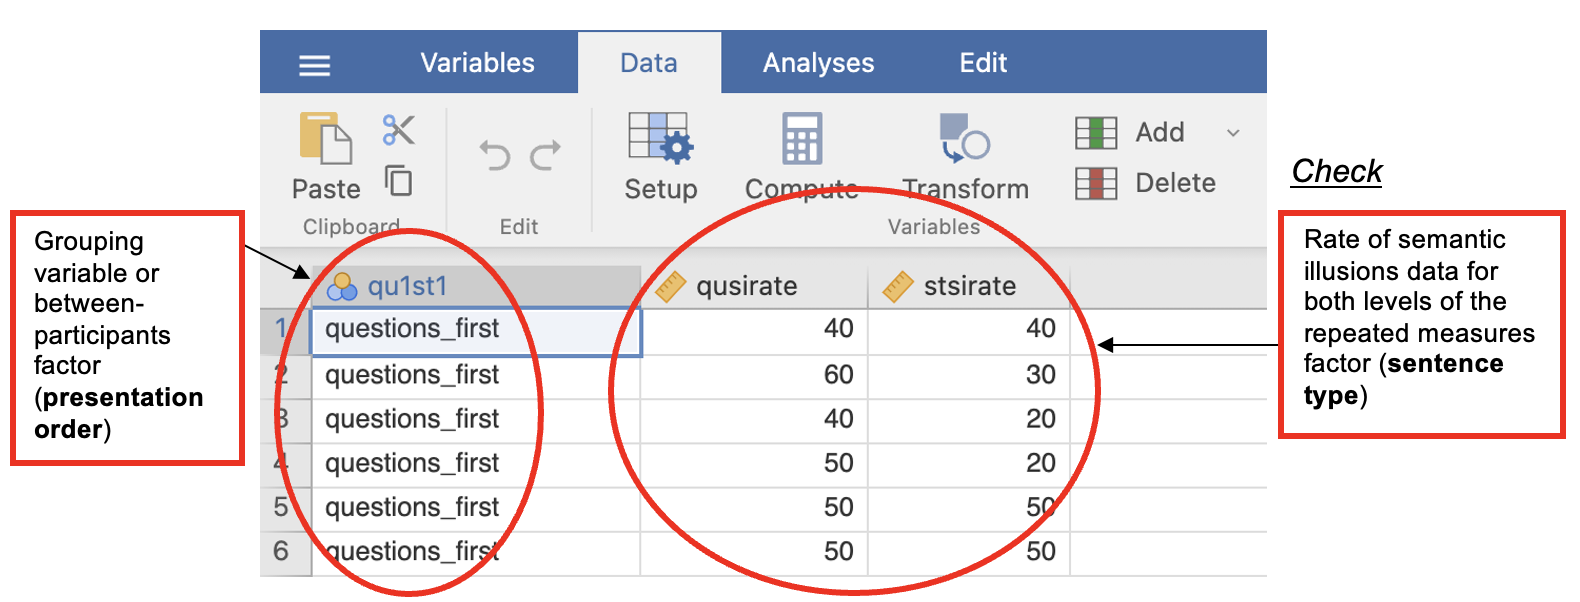 Variables Data Analyses Edit
Paste
Clipboard
Edit
Setup Compute Transform
Variables
Add
Delete
Check
Grouping
variable or
between-
participants
factor
(presentation
order)
Rate of semantic
illusions data for
both levels of the
repeated measures
factor (sentence
type)
qu1st1 qusirate stsirate
1 questions_first 40 40
2 questions_first 60 30
3 questions_first 40 20
4 questions_first 50 20
5 questions_first 50 50
6 questions_first 50 50